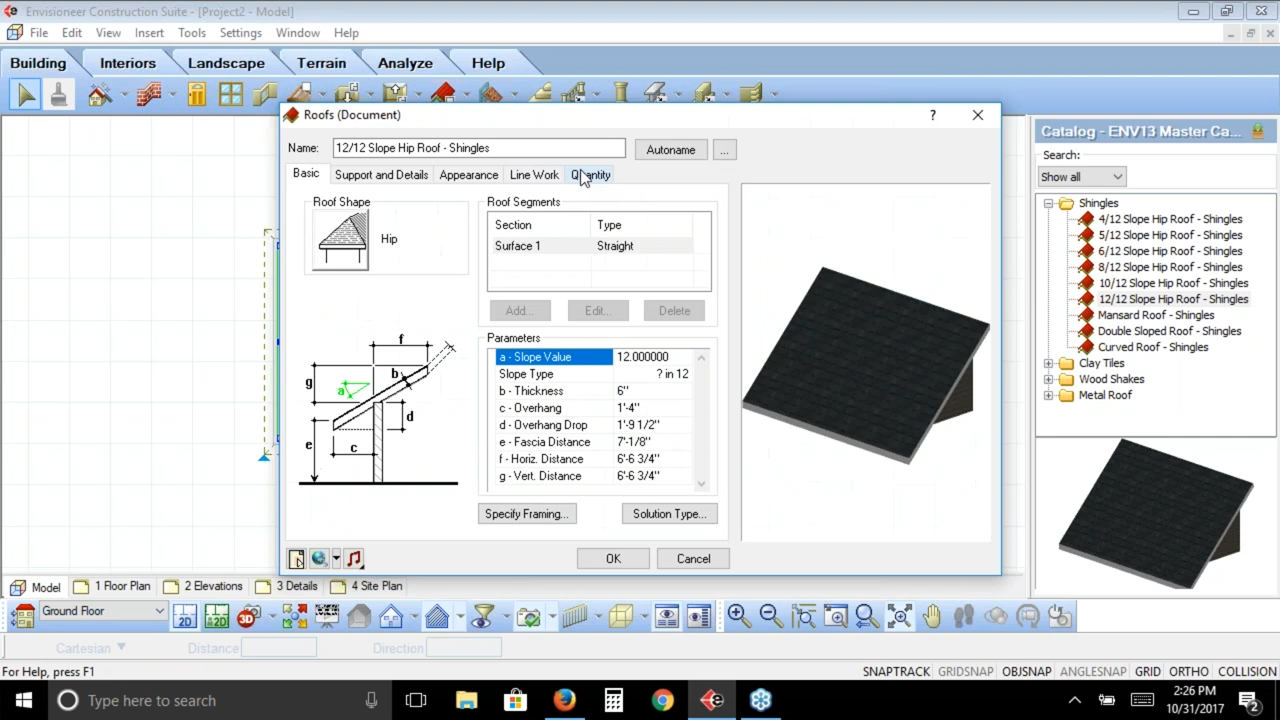 Envisioneer Construction Suite - [Project2 - Model]
File Edit View Insert Tools Settings Window Help
Building Interiors Landscape Terrain Analyze Help
Roofs (Document)
Name: 12/12 Slope Hip Roof - Shingles Autoname ...
Basic Support and Details Appearance Line Work Quantity
Roof Shape
Hip
Roof Segments
Section Type
Surface 1 Straight
Add... Edit... Delete
Parameters
a - Slope Value 12.000000
Slope Type ? in 12
b - Thickness 6"
c - Overhang 1'-4"
d - Overhang Drop 1'-9 1/2"
e - Fascia Distance 7'-1/8"
f - Horiz. Distance 6'-6 3/4"
g - Vert. Distance 6'-6 3/4"
f
g
b
a
d
e
c
Specify Framing... Solution Type...
OK Cancel
Catalog - ENV13 Master Ca...
Search:
Show all
Shingles
4/12 Slope Hip Roof - Shingles
5/12 Slope Hip Roof - Shingles
6/12 Slope Hip Roof - Shingles
8/12 Slope Hip Roof - Shingles
10/12 Slope Hip Roof - Shingles
12/12 Slope Hip Roof - Shingles
Mansard Roof - Shingles
Double Sloped Roof - Shingles
Curved Roof - Shingles
Clay Tiles
Wood Shakes
Metal Roof
Model 1 Floor Plan 2 Elevations 3 Details 4 Site Plan
Ground Floor 2D 2D 3D
Cartesian Distance Direction
For Help, press F1 SNAPTRACK GRIDSNAP OBJSNAP ANGLESNAP GRID ORTHO COLLISION
Type here to search
2:26 PM
10/31/2017
2